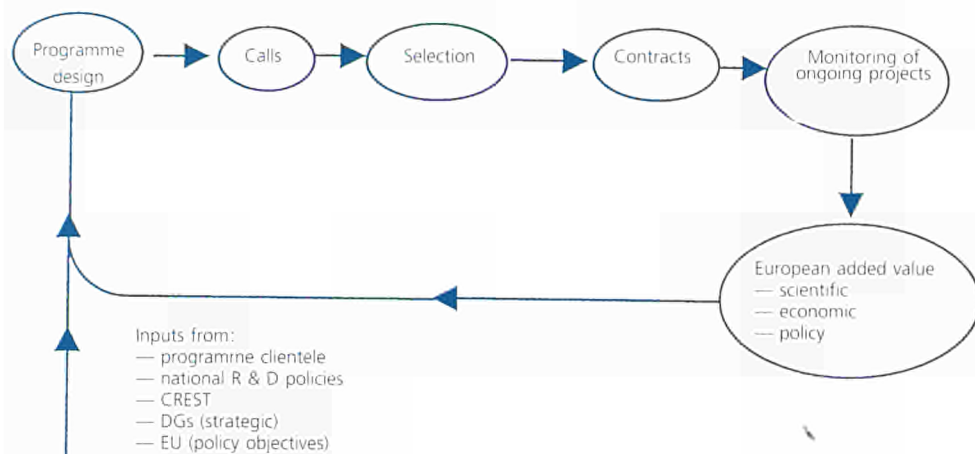 Programme
design
Calls
Selection
Contracts
Monitoring of
ongoing projects
European added value
— scientific
— economic
— policy
Inputs from:
— programme clientele
— national R & D policies
— CREST
— DGs (strategic)
— EU (policy objectives)